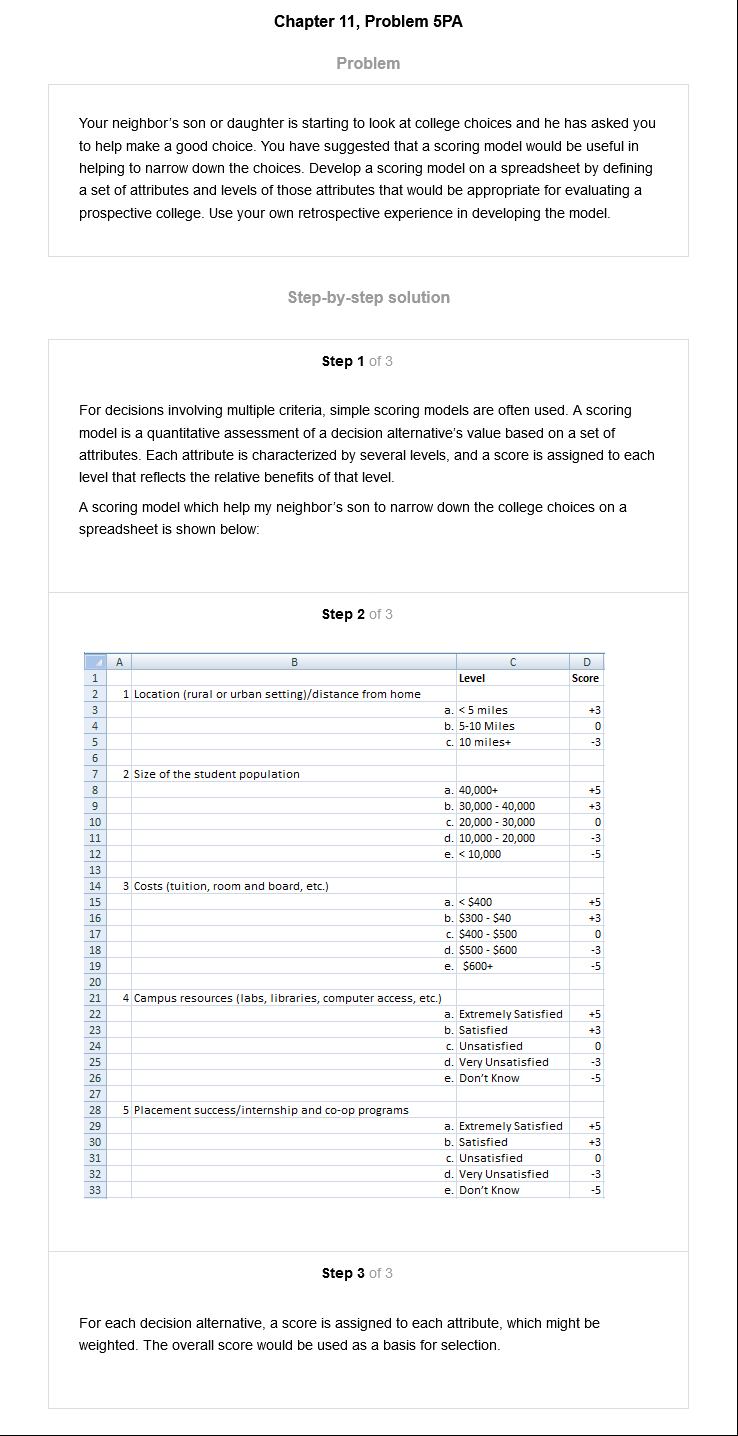 Chapter 11, Problem 5PA
Problem
Your neighbor's son or daughter is starting to look at college choices and he has asked you
to help make a good choice. You have suggested that a scoring model would be useful in
helping to narrow down the choices. Develop a scoring model on a spreadsheet by defining
a set of attributes and levels of those attributes that would be appropriate for evaluating a
prospective college. Use your own retrospective experience in developing the model.
Step-by-step solution
Step 1 of 3
For decisions involving multiple criteria, simple scoring models are often used. A scoring
model is a quantitative assessment of a decision alternative's value based on a set of
attributes. Each attribute is characterized by several levels, and a score is assigned to each
level that reflects the relative benefits of that level.
A scoring model which help my neighbor's son to narrow down the college choices on a
spreadsheet is shown below:
Step 2 of 3
A B C D
1 Level Score
2 1 Location (rural or urban setting)/distance from home
3 a. < 5 miles +3
4 b. 5-10 Miles 0
5 c. 10 miles+ -3
6
7 2 Size of the student population
8 a. 40,000+ +5
9 b. 30,000 - 40,000 +3
10 c. 20,000 - 30,000 0
11 d. 10,000 - 20,000 -3
12 e. < 10,000 -5
13
14 3 Costs (tuition, room and board, etc.)
15 a. < $400 +5
16 b. $300 - $40 +3
17 c. $400 - $500 0
18 d. $500 - $600 -3
19 e. $600+ -5
20
21 4 Campus resources (labs, libraries, computer access, etc.)
22 a. Extremely Satisfied +5
23 b. Satisfied +3
24 c. Unsatisfied 0
25 d. Very Unsatisfied -3
26 e. Don't Know -5
27
28 5 Placement success/internship and co-op programs
29 a. Extremely Satisfied +5
30 b. Satisfied +3
31 c. Unsatisfied 0
32 d. Very Unsatisfied -3
33 e. Don't Know -5
Step 3 of 3
For each decision alternative, a score is assigned to each attribute, which might be
weighted. The overall score would be used as a basis for selection.